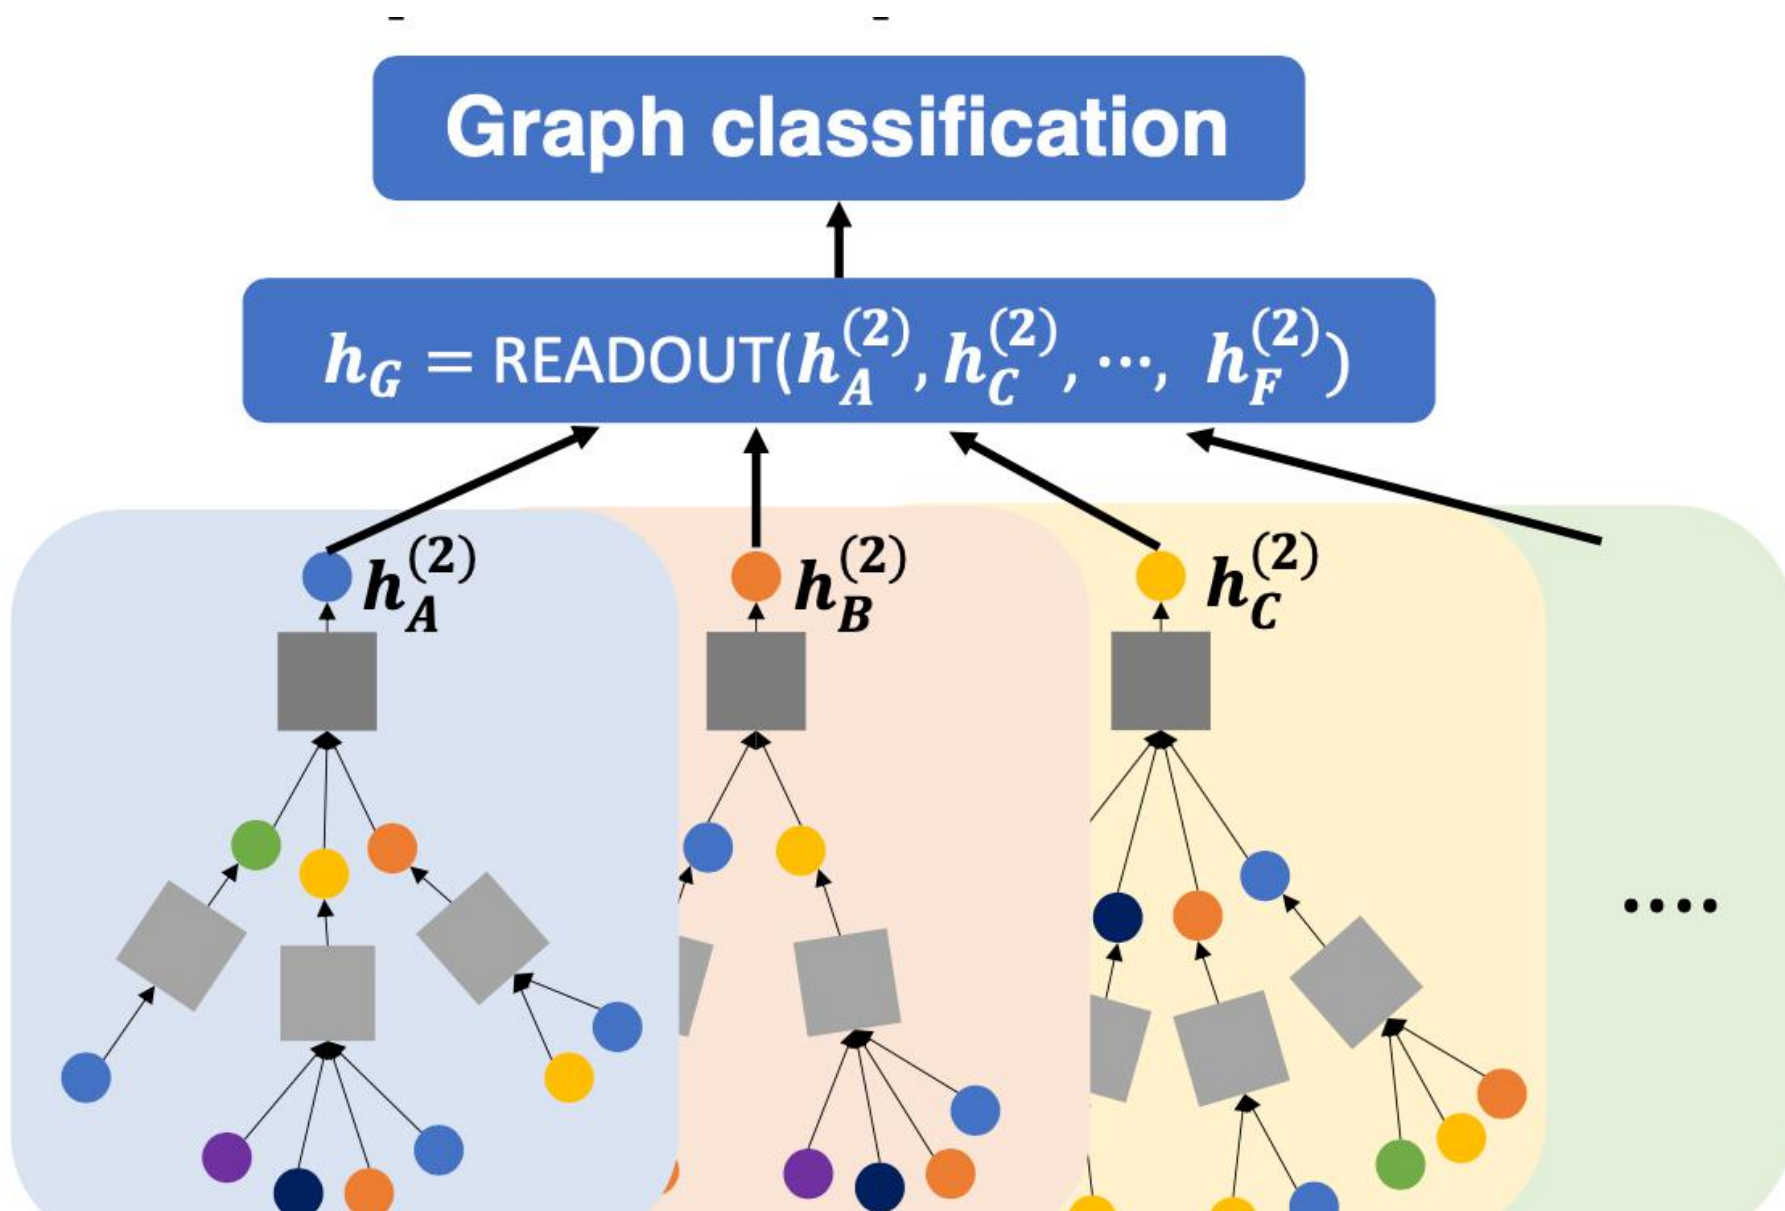 Graph classification
h_G = READOUT(h_A^(2), h_C^(2), ⋯, h_F^(2))
h_A^(2) h_B^(2) h_C^(2)
....